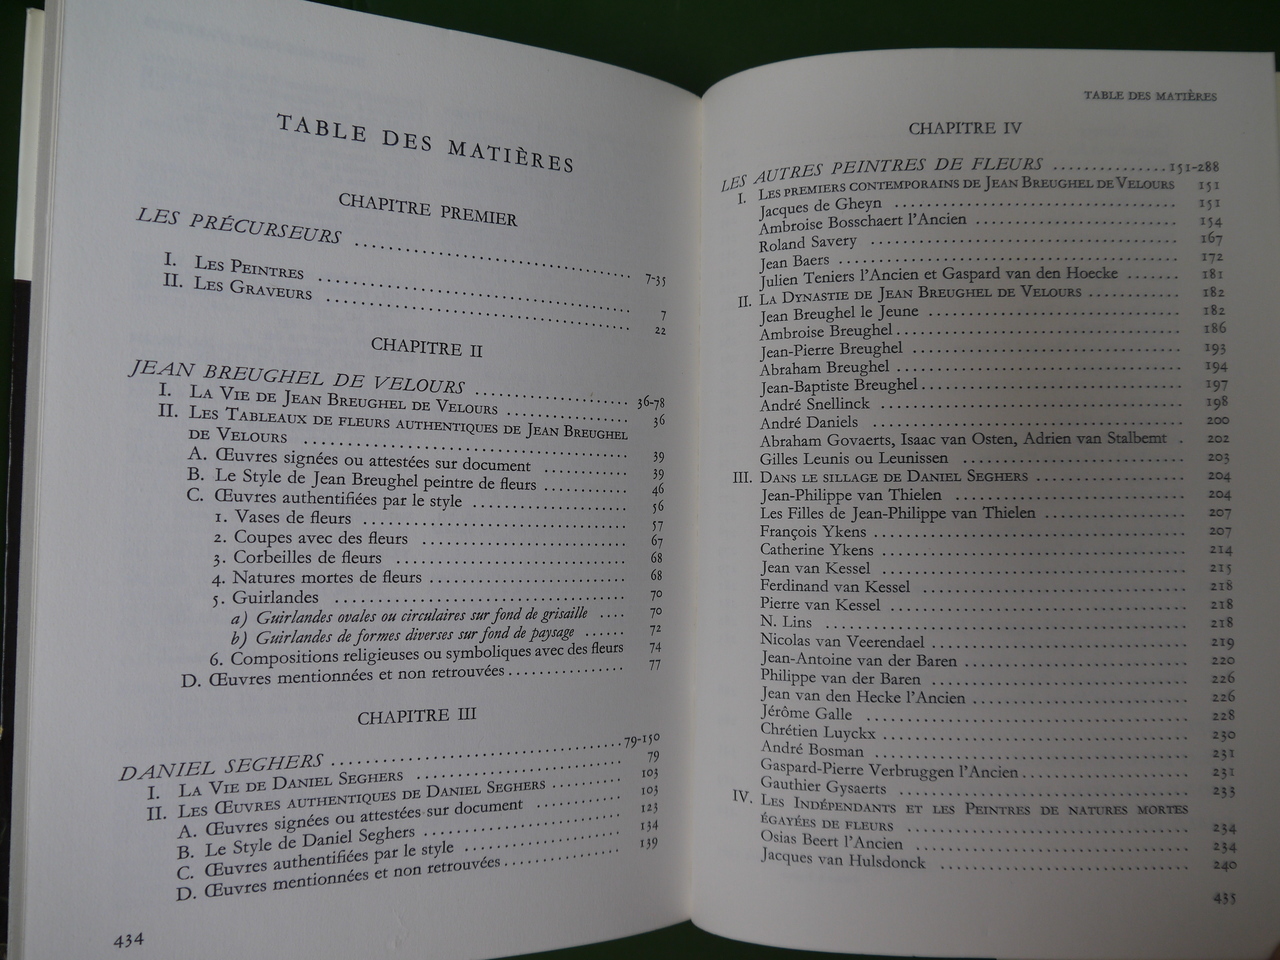 TABLE DES MATIÈRES
CHAPITRE PREMIER
LES PRÉCURSEURS ........ 7-35
I. Les Peintres ........ 7
II. Les Graveurs ........ 22
CHAPITRE II
JEAN BREUGHEL DE VELOURS ........ 36-78
I. La Vie de Jean Breughel de Velours ........ 36
II. Les Tableaux de fleurs authentiques de Jean Breughel
de Velours ........ 39
A. Œuvres signées ou attestées sur document ........ 39
B. Le Style de Jean Breughel peintre de fleurs ........ 46
C. Œuvres authentifiées par le style ........ 56
1. Vases de fleurs ........ 57
2. Coupes avec des fleurs ........ 67
3. Corbeilles de fleurs ........ 68
4. Natures mortes de fleurs ........ 68
5. Guirlandes ........ 70
a) Guirlandes ovales ou circulaires sur fond de grisaille .... 70
b) Guirlandes de formes diverses sur fond de paysage ...... 72
6. Compositions religieuses ou symboliques avec des fleurs 74
D. Œuvres mentionnées et non retrouvées ........ 77
CHAPITRE III
DANIEL SEGHERS ........ 79-150
I. La Vie de Daniel Seghers ........ 79
II. Les Œuvres authentiques de Daniel Seghers ........ 103
A. Œuvres signées ou attestées sur document ........ 103
B. Le Style de Daniel Seghers ........ 123
C. Œuvres authentifiées par le style ........ 134
D. Œuvres mentionnées et non retrouvées ........ 139
434
TABLE DES MATIÈRES
CHAPITRE IV
LES AUTRES PEINTRES DE FLEURS ........ 151-288
I. Les premiers contemporains de Jean Breughel de Velours 151
Jacques de Gheyn ........ 151
Ambroise Bosschaert l'Ancien ........ 154
Roland Savery ........ 167
Jean Baers ........ 172
Julien Teniers l'Ancien et Gaspard van den Hoecke ........ 181
II. La Dynastie de Jean Breughel de Velours ........ 182
Jean Breughel le Jeune ........ 182
Ambroise Breughel ........ 186
Jean-Pierre Breughel ........ 193
Abraham Breughel ........ 194
Jean-Baptiste Breughel ........ 197
André Snellinck ........ 198
André Daniels ........ 200
Abraham Govaerts, Isaac van Osten, Adrien van Stalbemt . 202
Gilles Leunis ou Leunissen ........ 203
III. Dans le sillage de Daniel Seghers ........ 204
Jean-Philippe van Thielen ........ 204
Les Filles de Jean-Philippe van Thielen ........ 207
François Ykens ........ 207
Catherine Ykens ........ 214
Jean van Kessel ........ 215
Ferdinand van Kessel ........ 218
Pierre van Kessel ........ 218
N. Lins ........ 218
Nicolas van Veerendael ........ 219
Jean-Antoine van der Baren ........ 220
Philippe van der Baren ........ 226
Jean van den Hecke l'Ancien ........ 226
Jérôme Galle ........ 228
Chrétien Luyckx ........ 230
André Bosman ........ 231
Gaspard-Pierre Verbruggen l'Ancien ........ 231
Gauthier Gysaerts ........ 233
IV. Les Indépendants et les Peintres de natures mortes
égayées de fleurs ........ 234
Osias Beert l'Ancien ........ 234
Jacques van Hulsdonck ........ 240
435